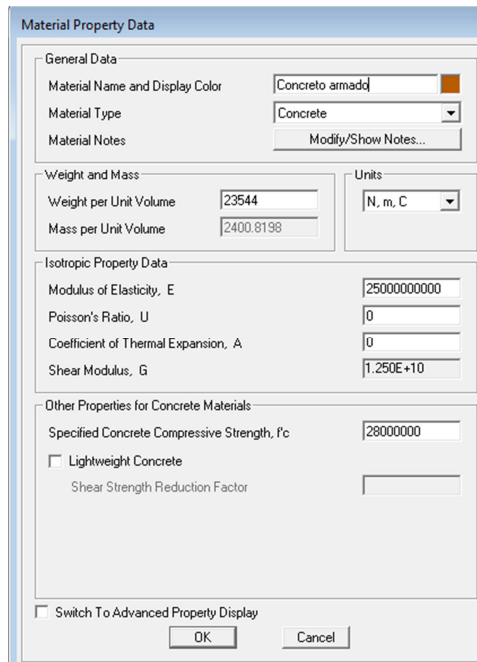 Material Property Data
General Data
Material Name and Display Color Concreto armado
Material Type Concrete
Material Notes Modify/Show Notes...
Weight and Mass Units
Weight per Unit Volume 23544 N, m, C
Mass per Unit Volume 2400.8198
Isotropic Property Data
Modulus of Elasticity, E 25000000000
Poisson's Ratio, U 0
Coefficient of Thermal Expansion, A 0
Shear Modulus, G 1.250E+10
Other Properties for Concrete Materials
Specified Concrete Compressive Strength, f'c 28000000
Lightweight Concrete
Shear Strength Reduction Factor
Switch To Advanced Property Display
OK Cancel